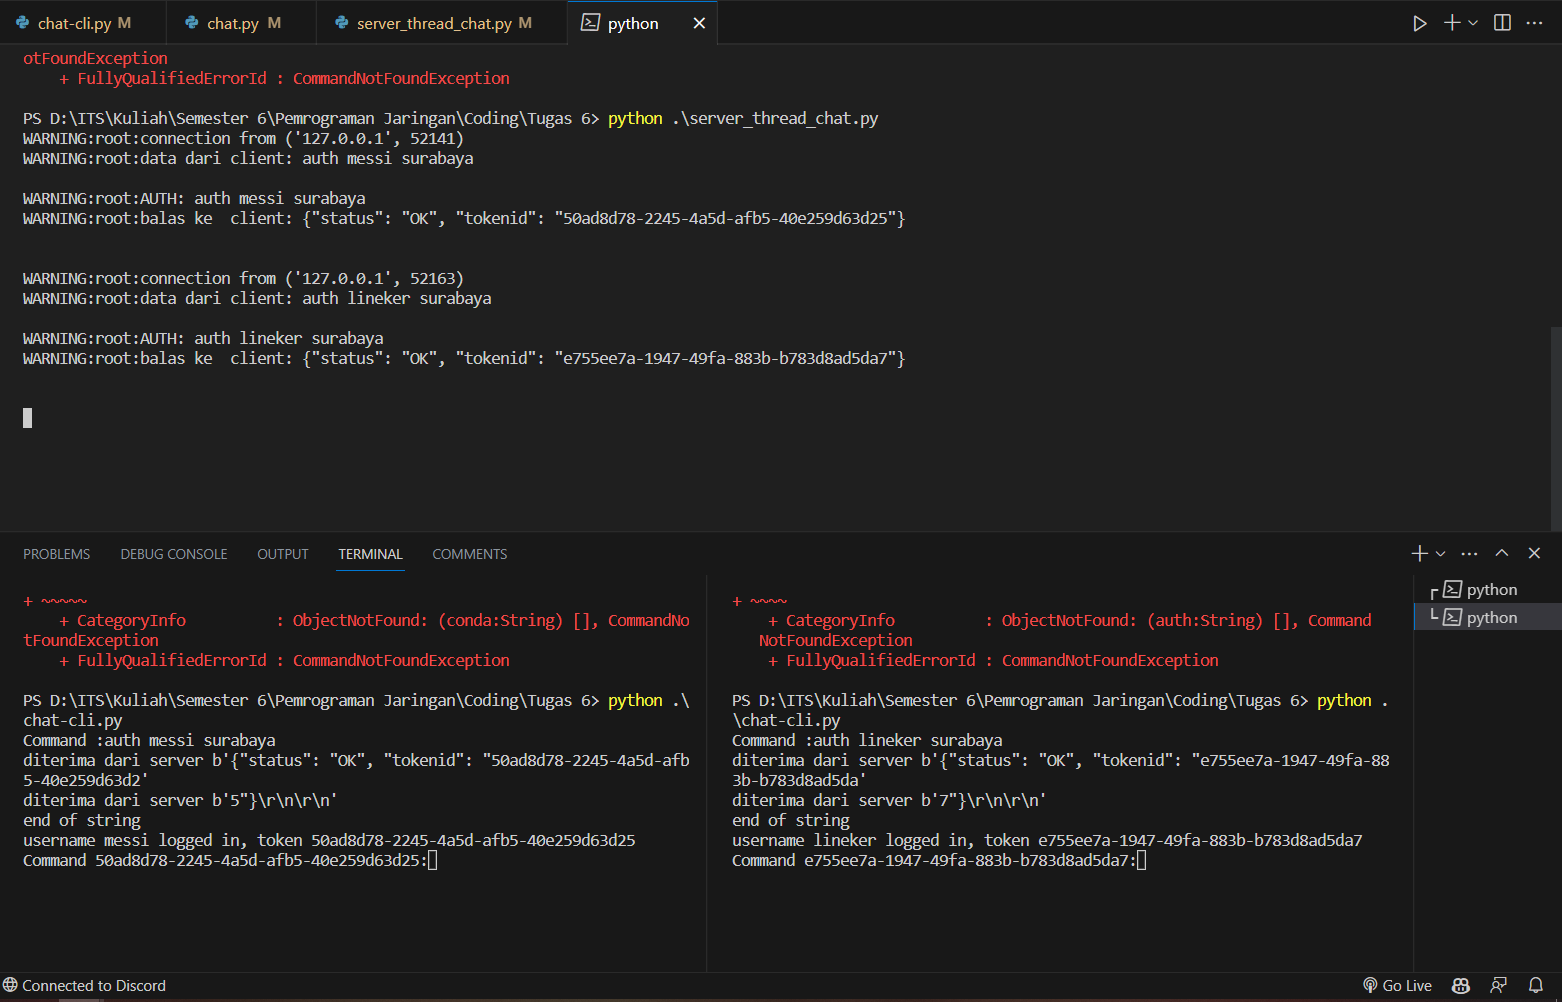 chat-cli.py M
chat.py M
server_thread_chat.py M
python
otFoundException
    + FullyQualifiedErrorId : CommandNotFoundException
PS D:\ITS\Kuliah\Semester 6\Pemrograman Jaringan\Coding\Tugas 6> python .\server_thread_chat.py
WARNING:root:connection from ('127.0.0.1', 52141)
WARNING:root:data dari client: auth messi surabaya
WARNING:root:AUTH: auth messi surabaya
WARNING:root:balas ke  client: {"status": "OK", "tokenid": "50ad8d78-2245-4a5d-afb5-40e259d63d25"}
WARNING:root:connection from ('127.0.0.1', 52163)
WARNING:root:data dari client: auth lineker surabaya
WARNING:root:AUTH: auth lineker surabaya
WARNING:root:balas ke  client: {"status": "OK", "tokenid": "e755ee7a-1947-49fa-883b-b783d8ad5da7"}
PROBLEMS
DEBUG CONSOLE
OUTPUT
TERMINAL
COMMENTS
+ ~~~~~
    + CategoryInfo          : ObjectNotFound: (conda:String) [], CommandNo
tFoundException
    + FullyQualifiedErrorId : CommandNotFoundException
PS D:\ITS\Kuliah\Semester 6\Pemrograman Jaringan\Coding\Tugas 6> python .\
chat-cli.py
Command :auth messi surabaya
diterima dari server b'{"status": "OK", "tokenid": "50ad8d78-2245-4a5d-afb
5-40e259d63d2'
diterima dari server b'5"}\r\n\r\n'
end of string
username messi logged in, token 50ad8d78-2245-4a5d-afb5-40e259d63d25
Command 50ad8d78-2245-4a5d-afb5-40e259d63d25:
+ ~~~~
    + CategoryInfo          : ObjectNotFound: (auth:String) [], Command
   NotFoundException
    + FullyQualifiedErrorId : CommandNotFoundException
PS D:\ITS\Kuliah\Semester 6\Pemrograman Jaringan\Coding\Tugas 6> python .
\chat-cli.py
Command :auth lineker surabaya
diterima dari server b'{"status": "OK", "tokenid": "e755ee7a-1947-49fa-88
3b-b783d8ad5da'
diterima dari server b'7"}\r\n\r\n'
end of string
username lineker logged in, token e755ee7a-1947-49fa-883b-b783d8ad5da7
Command e755ee7a-1947-49fa-883b-b783d8ad5da7:
python
python
Connected to Discord
Go Live